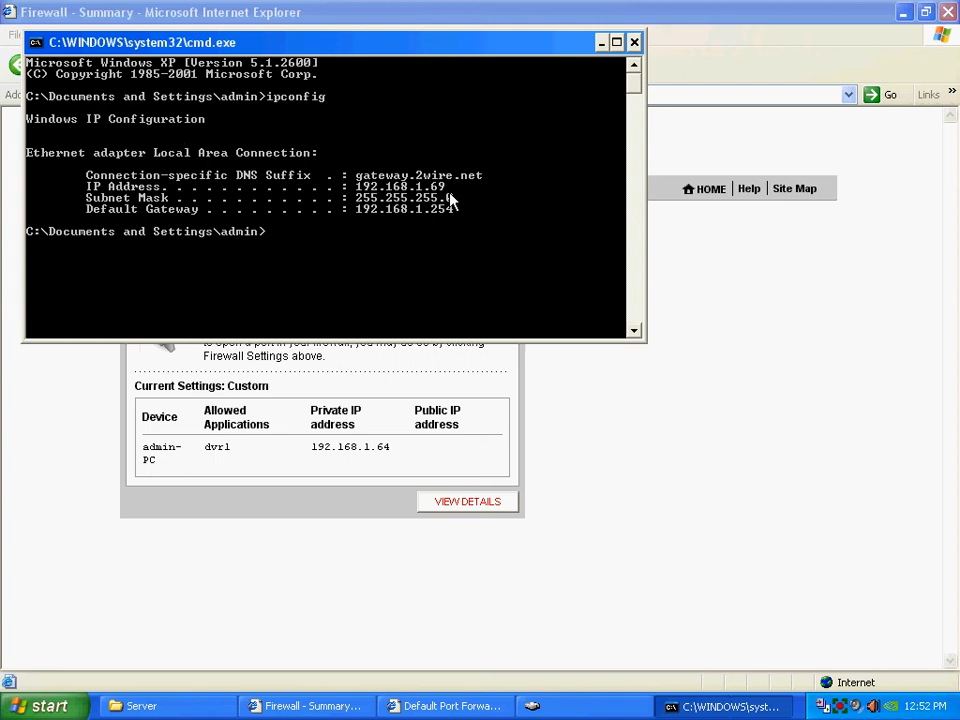 Firewall - Summary - Microsoft Internet Explorer
C:\WINDOWS\system32\cmd.exe
Microsoft Windows XP [Version 5.1.2600]
(C) Copyright 1985-2001 Microsoft Corp.
C:\Documents and Settings\admin>ipconfig
Windows IP Configuration
Ethernet adapter Local Area Connection:
Connection-specific DNS Suffix . : gateway.2wire.net
IP Address. . . . . . . . . . . . : 192.168.1.69
Subnet Mask . . . . . . . . . . . : 255.255.255.0
Default Gateway . . . . . . . . . : 192.168.1.254
C:\Documents and Settings\admin>
Go
Links
HOME
Help
Site Map
Firewall Settings above.
Current Settings: Custom
Device
Allowed Applications
Private IP address
Public IP address
admin-PC
dvr1
192.168.1.64
VIEW DETAILS
Internet
start
Server
Firewall - Summary...
Default Port Forwa...
C:\WINDOWS\syst...
12:52 PM